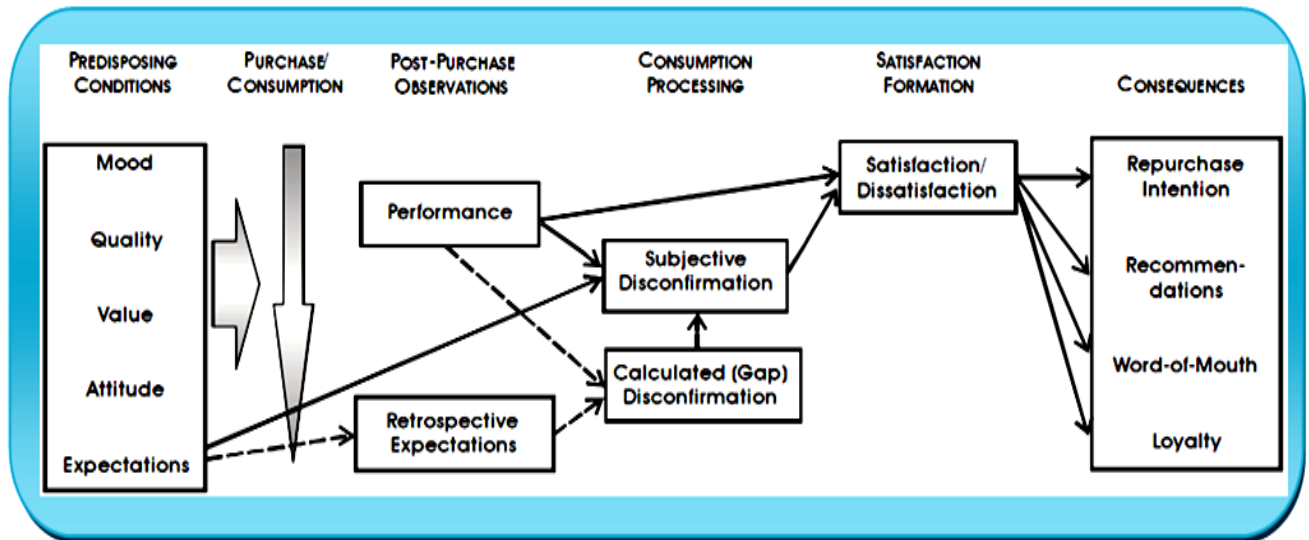 PREDISPOSING
CONDITIONS
PURCHASE/
CONSUMPTION
POST-PURCHASE
OBSERVATIONS
CONSUMPTION
PROCESSING
SATISFACTION
FORMATION
CONSEQUENCES
Mood
Quality
Value
Attitude
Expectations
Performance
Retrospective
Expectations
Subjective
Disconfirmation
Calculated (Gap)
Disconfirmation
Satisfaction/
Dissatisfaction
Repurchase
Intention
Recommen-
dations
Word-of-Mouth
Loyalty